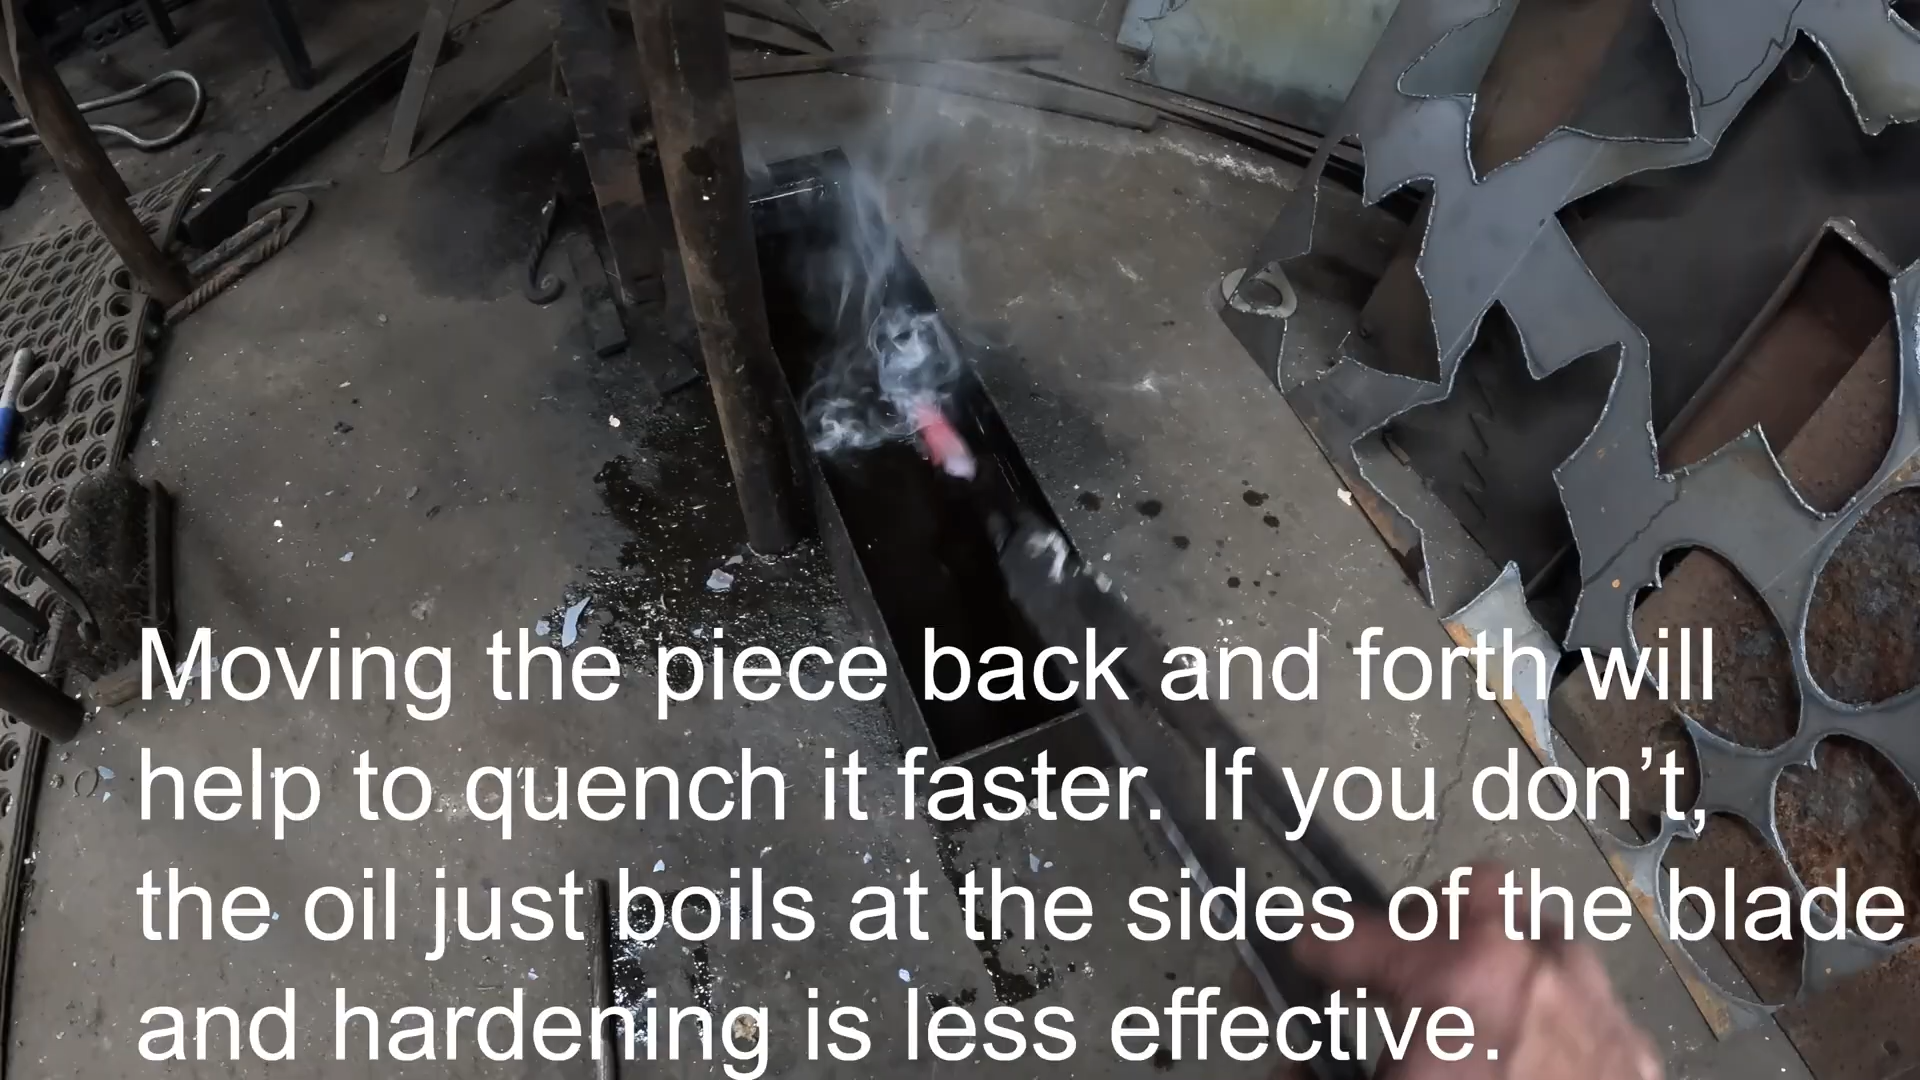 Moving the piece back and forth will
help to quench it faster. If you don’t,
the oil just boils at the sides of the blade
and hardening is less effective.